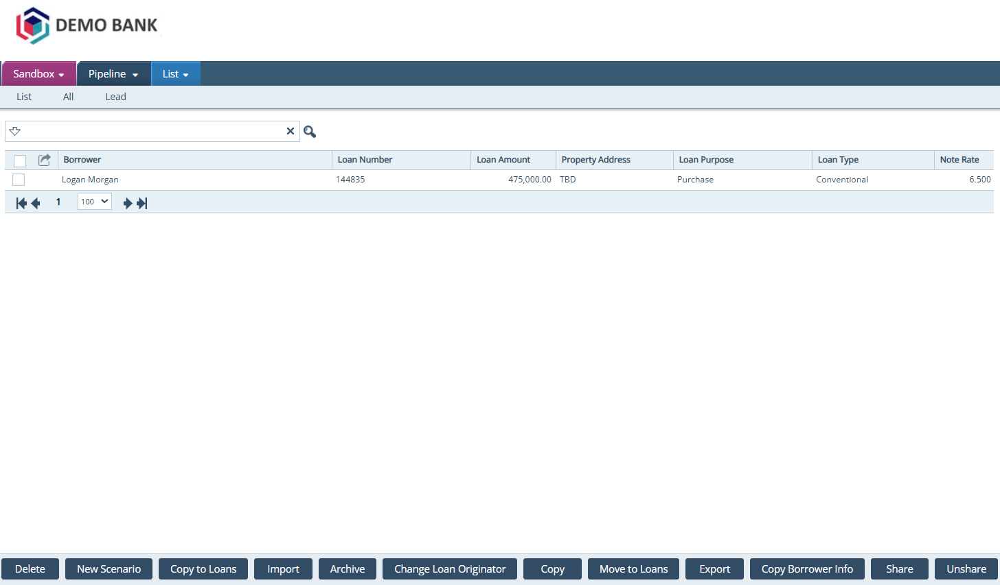 DEMO BANK
Sandbox Pipeline List
List All Lead
Borrower Loan Number Loan Amount Property Address Loan Purpose Loan Type Note Rate
Logan Morgan 144835 475,000.00 TBD Purchase Conventional 6.500
1 100
Delete New Scenario Copy to Loans Import Archive Change Loan Originator Copy Move to Loans Export Copy Borrower Info Share Unshare